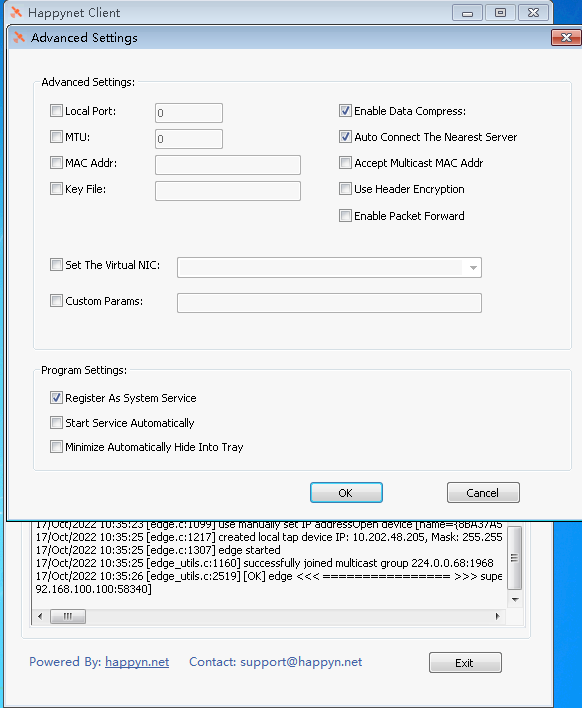 Happynet Client
Advanced Settings
Advanced Settings:
Local Port: 0
Enable Data Compress:
MTU: 0
Auto Connect The Nearest Server
MAC Addr:
Accept Multicast MAC Addr
Key File:
Use Header Encryption
Enable Packet Forward
Set The Virtual NIC:
Custom Params:
Program Settings:
Register As System Service
Start Service Automatically
Minimize Automatically Hide Into Tray
OK Cancel
17/Oct/2022 10:35:23 [edge.c:1099] use manually set IP addressOpen device [name={8BA37A5
17/Oct/2022 10:35:25 [edge.c:1217] created local tap device IP: 10.202.48.205, Mask: 255.255
17/Oct/2022 10:35:25 [edge.c:1307] edge started
17/Oct/2022 10:35:25 [edge_utils.c:1160] successfully joined multicast group 224.0.0.68:1968
17/Oct/2022 10:35:26 [edge_utils.c:2519] [OK] edge <<< ================ >>> supe
92.168.100.100:58340]
Powered By: happyn.net Contact: support@happyn.net Exit